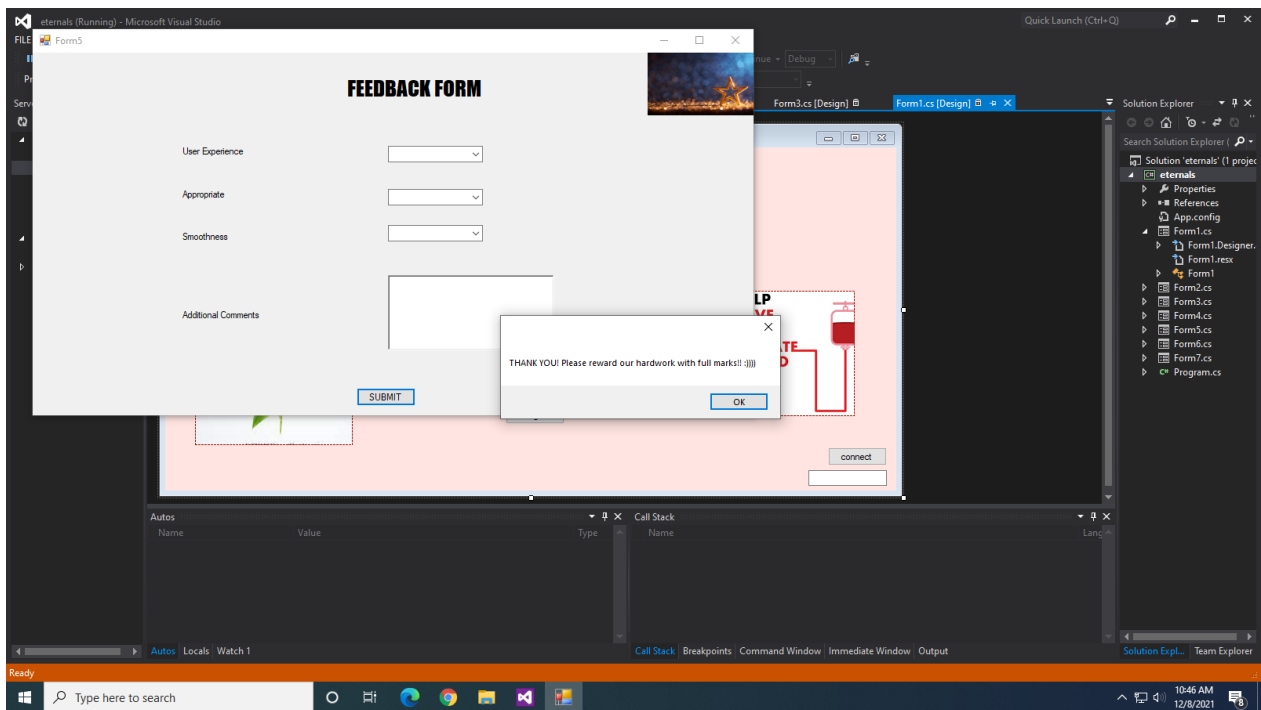 eternals (Running) - Microsoft Visual Studio
Quick Launch (Ctrl+Q)
FILE
Form5
Debug
FEEDBACK FORM
Form3.cs [Design]
Form1.cs [Design]
Solution Explorer
User Experience
Appropriate
Smoothness
Additional Comments
SUBMIT
THANK YOU! Please reward our hardwork with full marks!! :))))
OK
connect
Search Solution Explorer (
Solution 'eternals' (1 projec
eternals
Properties
References
App.config
Form1.cs
Form1.Designer.
Form1.resx
Form1
Form2.cs
Form3.cs
Form4.cs
Form5.cs
Form6.cs
Form7.cs
Program.cs
Autos
Name Value Type
Call Stack
Name Lang
Autos Locals Watch 1
Call Stack Breakpoints Command Window Immediate Window Output
Solution Expl... Team Explorer
Ready
Type here to search
10:46 AM
12/8/2021
8